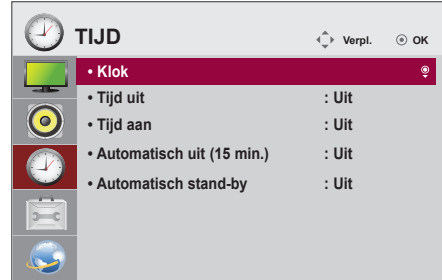 TIJD Verpl. OK
• Klok
• Tijd uit : Uit
• Tijd aan : Uit
• Automatisch uit (15 min.) : Uit
• Automatisch stand-by : Uit